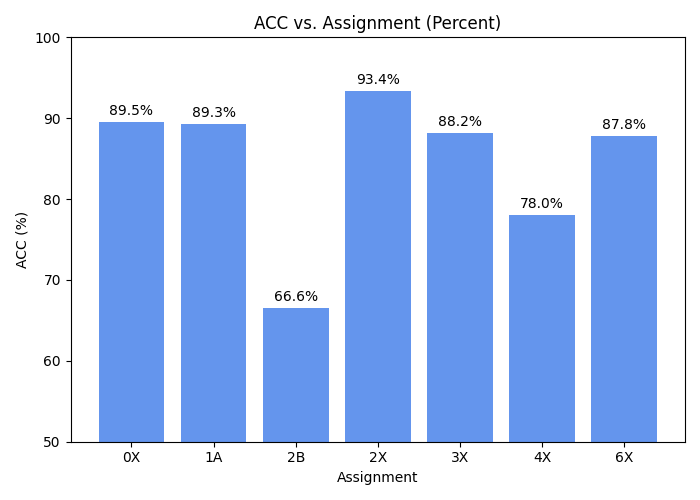 ACC vs. Assignment (Percent)
100
90
80
70
60
50
ACC (%)
89.5%
89.3%
66.6%
93.4%
88.2%
78.0%
87.8%
0X
1A
2B
2X
3X
4X
6X
Assignment